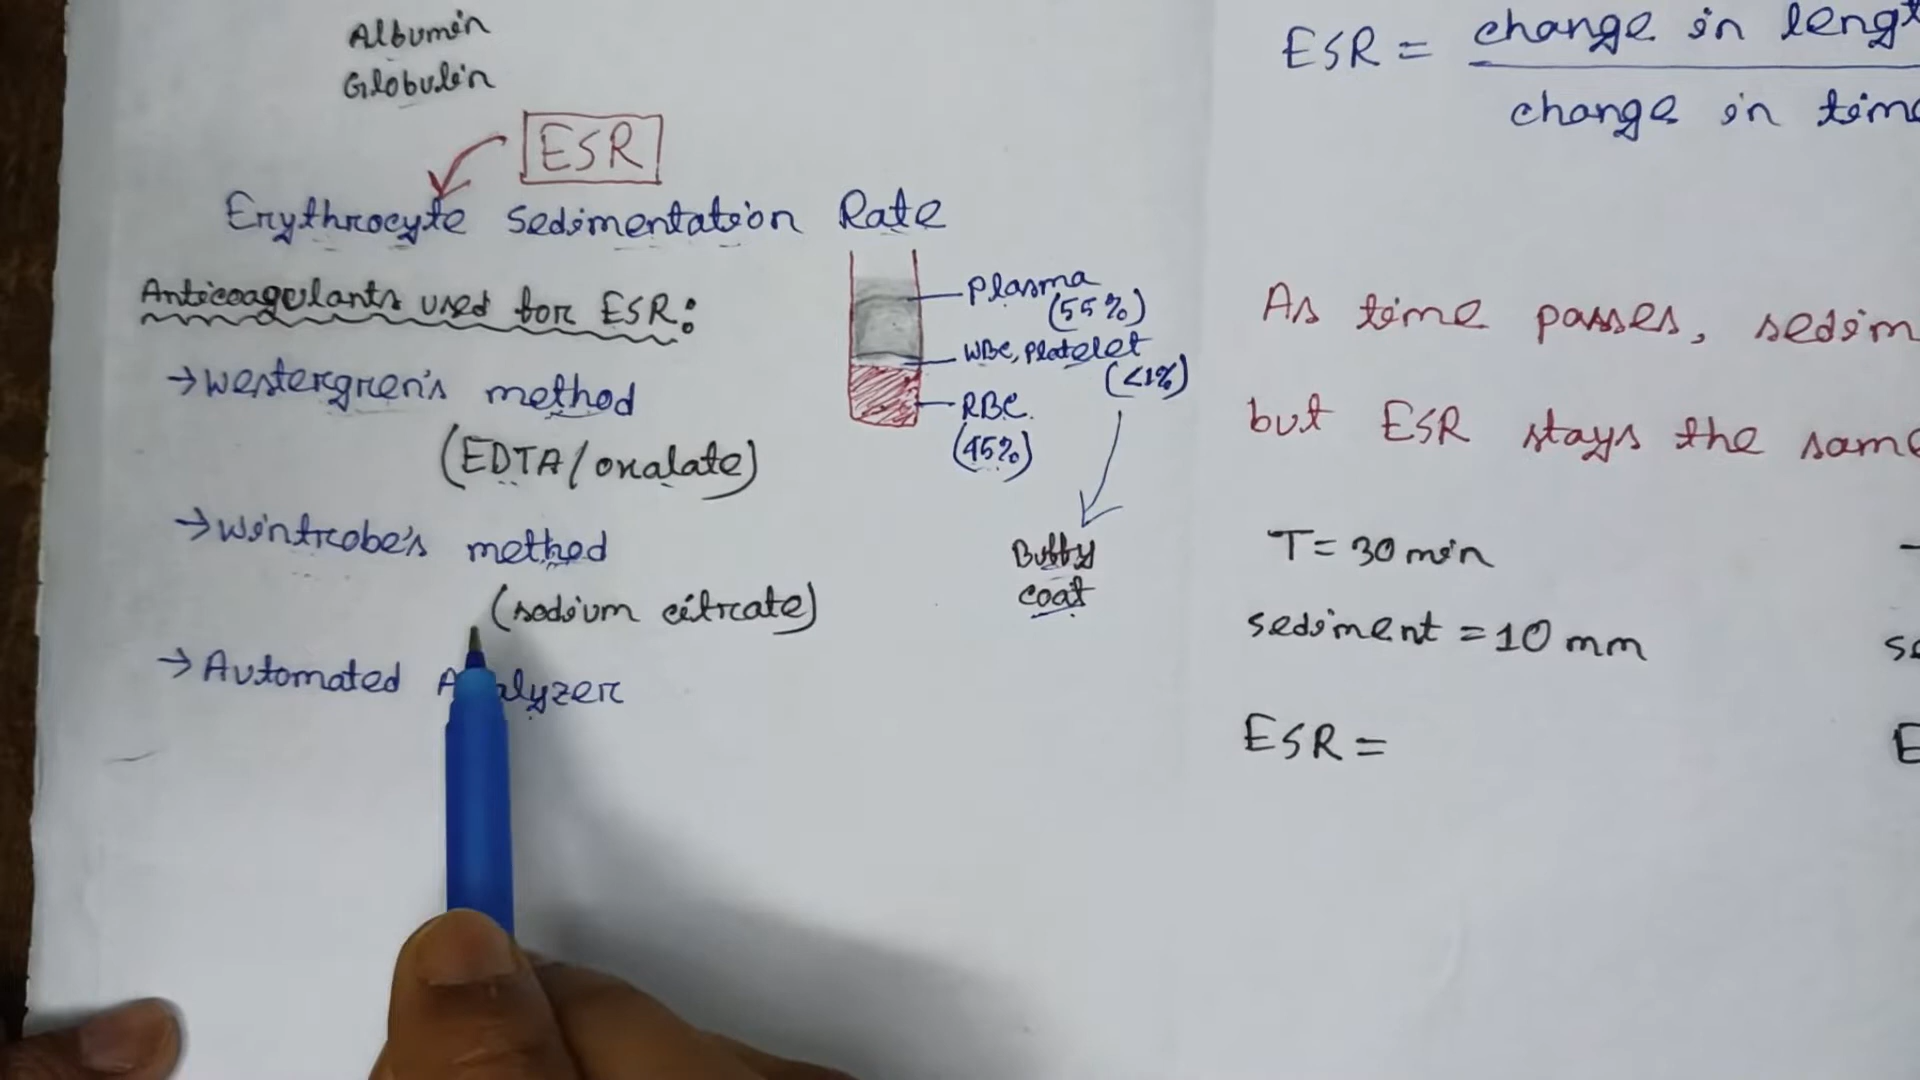 Albumin
Globulin
ESR
Erythrocyte Sedimentation Rate
Anticoagulants used for ESR:
→ Westergren's method
(EDTA/oxalate)
→ Wintrobe's method
(sodium citrate)
→ Automated Analyzer
Plasma
(55%)
WBC, Platelet
(<1%)
RBC
(45%)
Buffy
coat
ESR = change in
change in
As time passes,
but ESR stays the
T = 30 min
sediment = 10 mm
ESR =